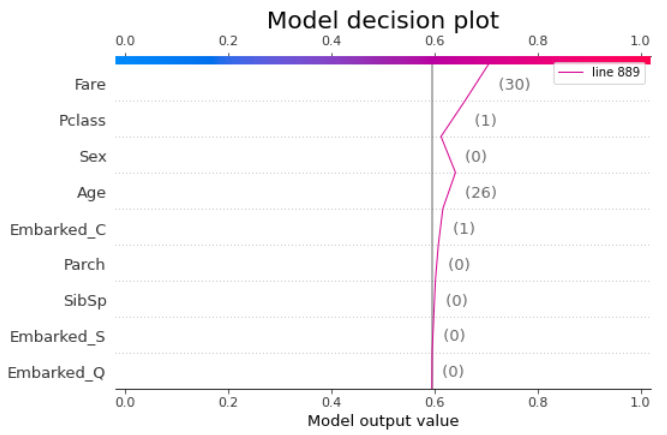 Model decision plot
0.0 0.2 0.4 0.6 0.8 1.0
line 889
Fare (30)
Pclass (1)
Sex (0)
Age (26)
Embarked_C (1)
Parch (0)
SibSp (0)
Embarked_S (0)
Embarked_Q (0)
0.0 0.2 0.4 0.6 0.8 1.0
Model output value